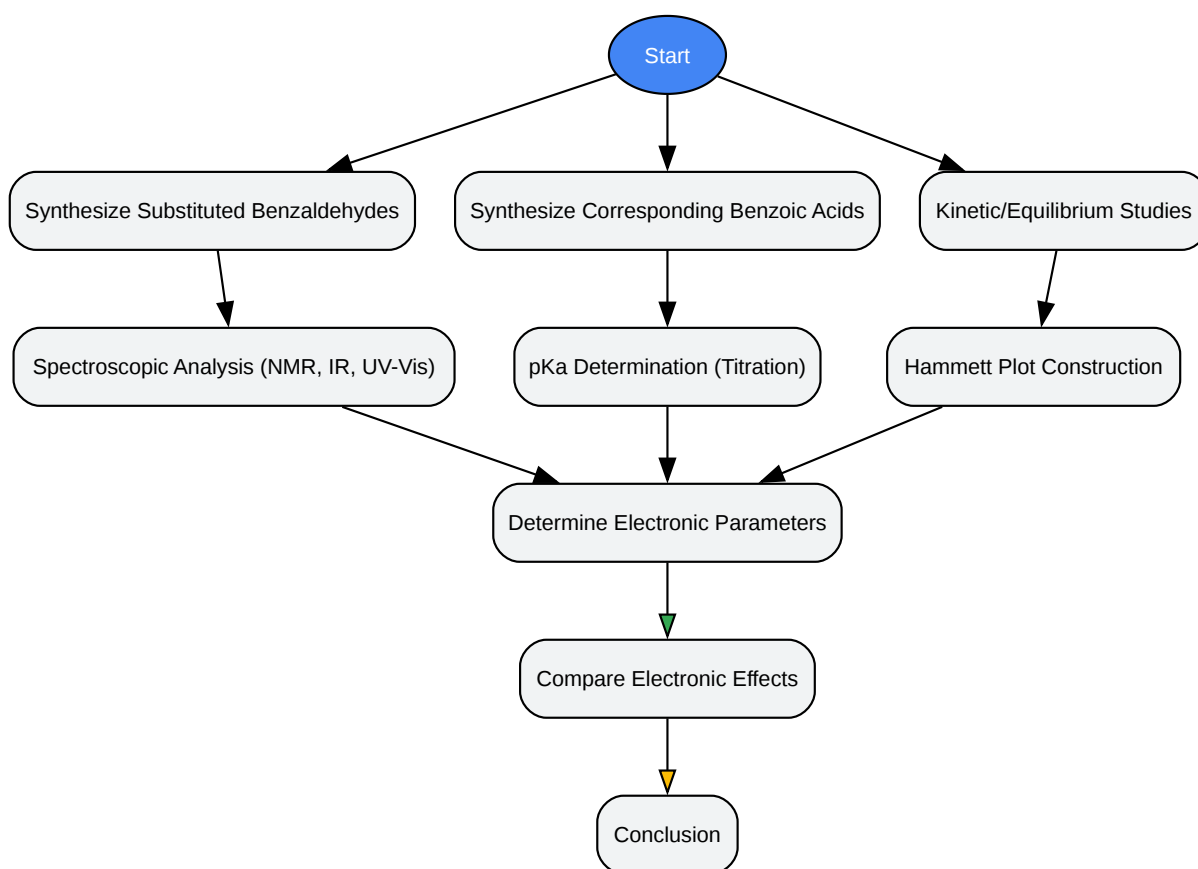 Start
Synthesize Substituted Benzaldehydes
Synthesize Corresponding Benzoic Acids
Kinetic/Equilibrium Studies
Spectroscopic Analysis (NMR, IR, UV-Vis)
pKa Determination (Titration)
Hammett Plot Construction
Determine Electronic Parameters
Compare Electronic Effects
Conclusion